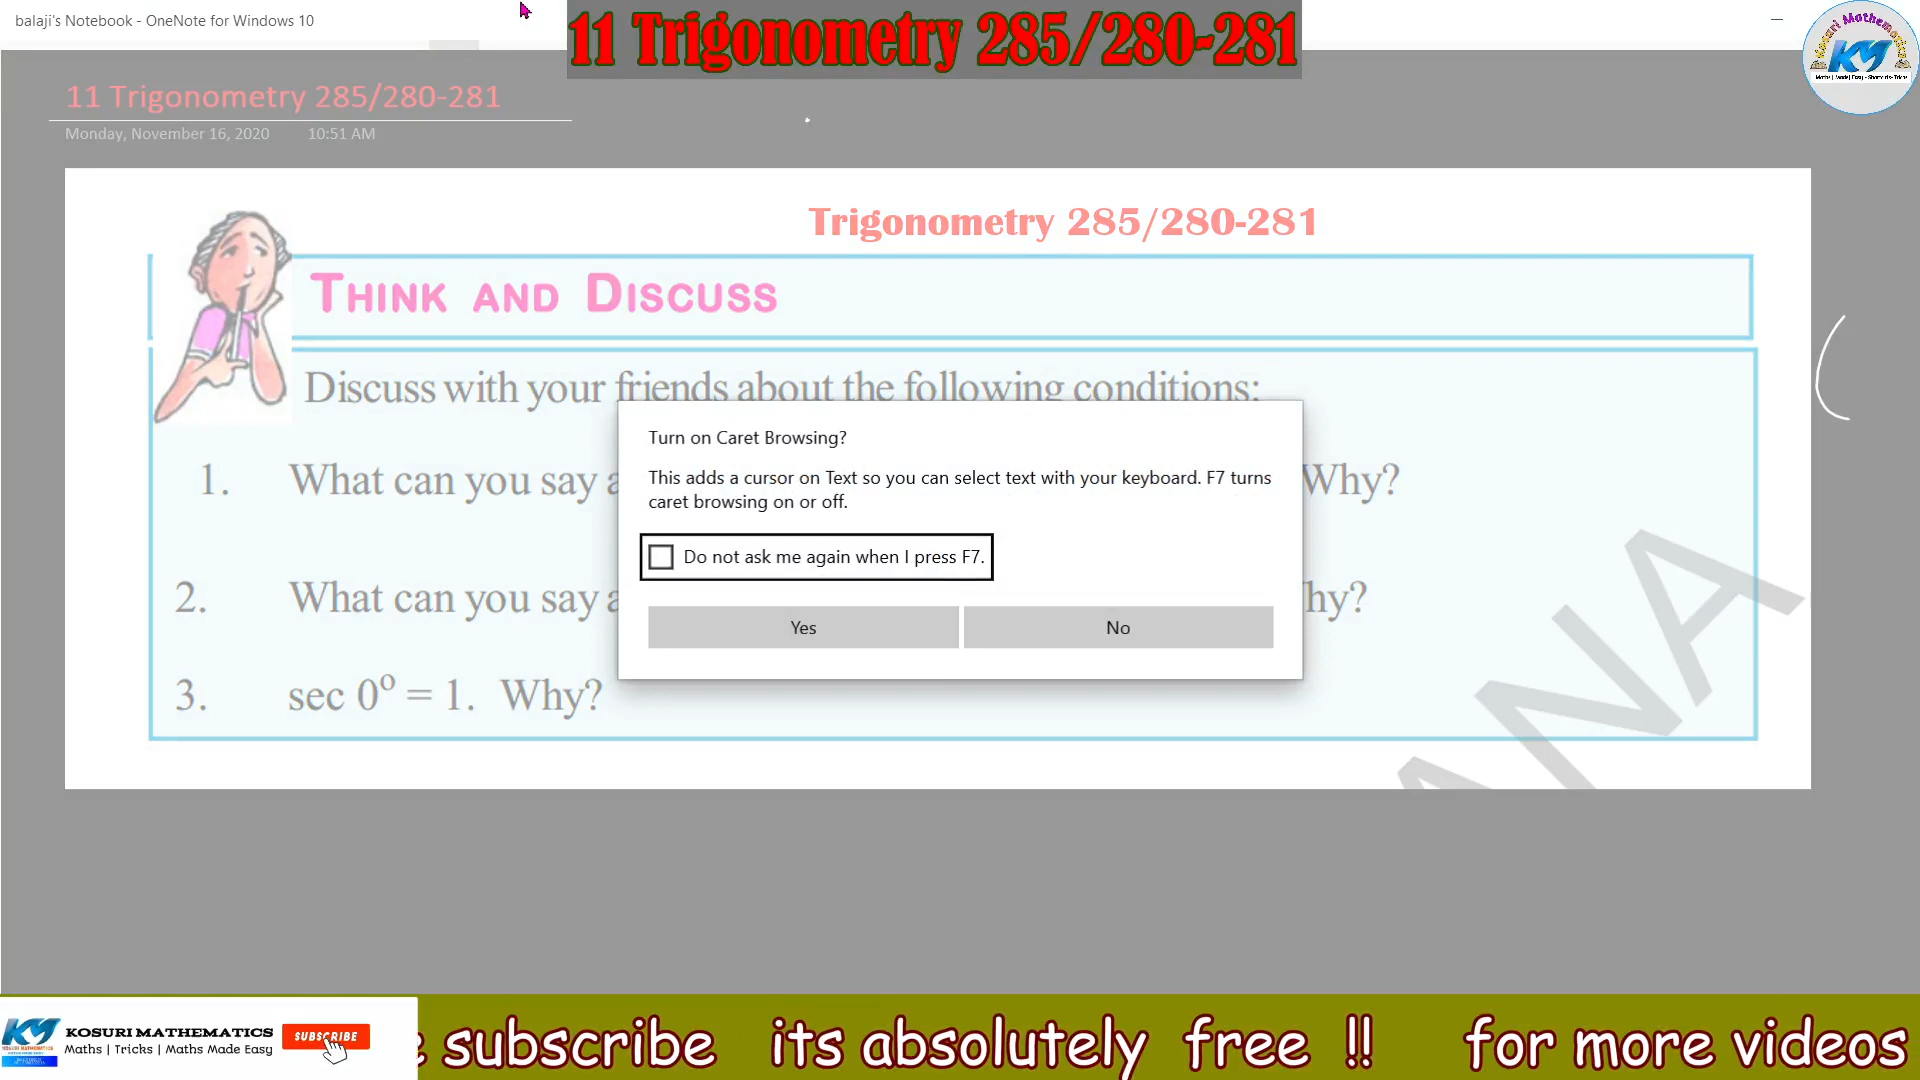 balaji's Notebook - OneNote for Windows 10
11 Trigonometry 285/280-281
Kosuri Mathematics
KM
11 Trigonometry 285/280-281
Monday, November 16, 2020 10:51 AM
Trigonometry 285/280-281
THINK AND DISCUSS
Discuss with your friends about the following conditions:
Turn on Caret Browsing?
This adds a cursor on Text so you can select text with your keyboard. F7 turns
caret browsing on or off.
1. What can you say a Why?
Do not ask me again when I press F7.
2. What can you say a hy?
Yes No
3. sec 0° = 1. Why?
ANA
KM KOSURI MATHEMATICS SUBSCRIBE
Maths | Tricks | Maths Made Easy
e subscribe its absolutely free !! for more videos